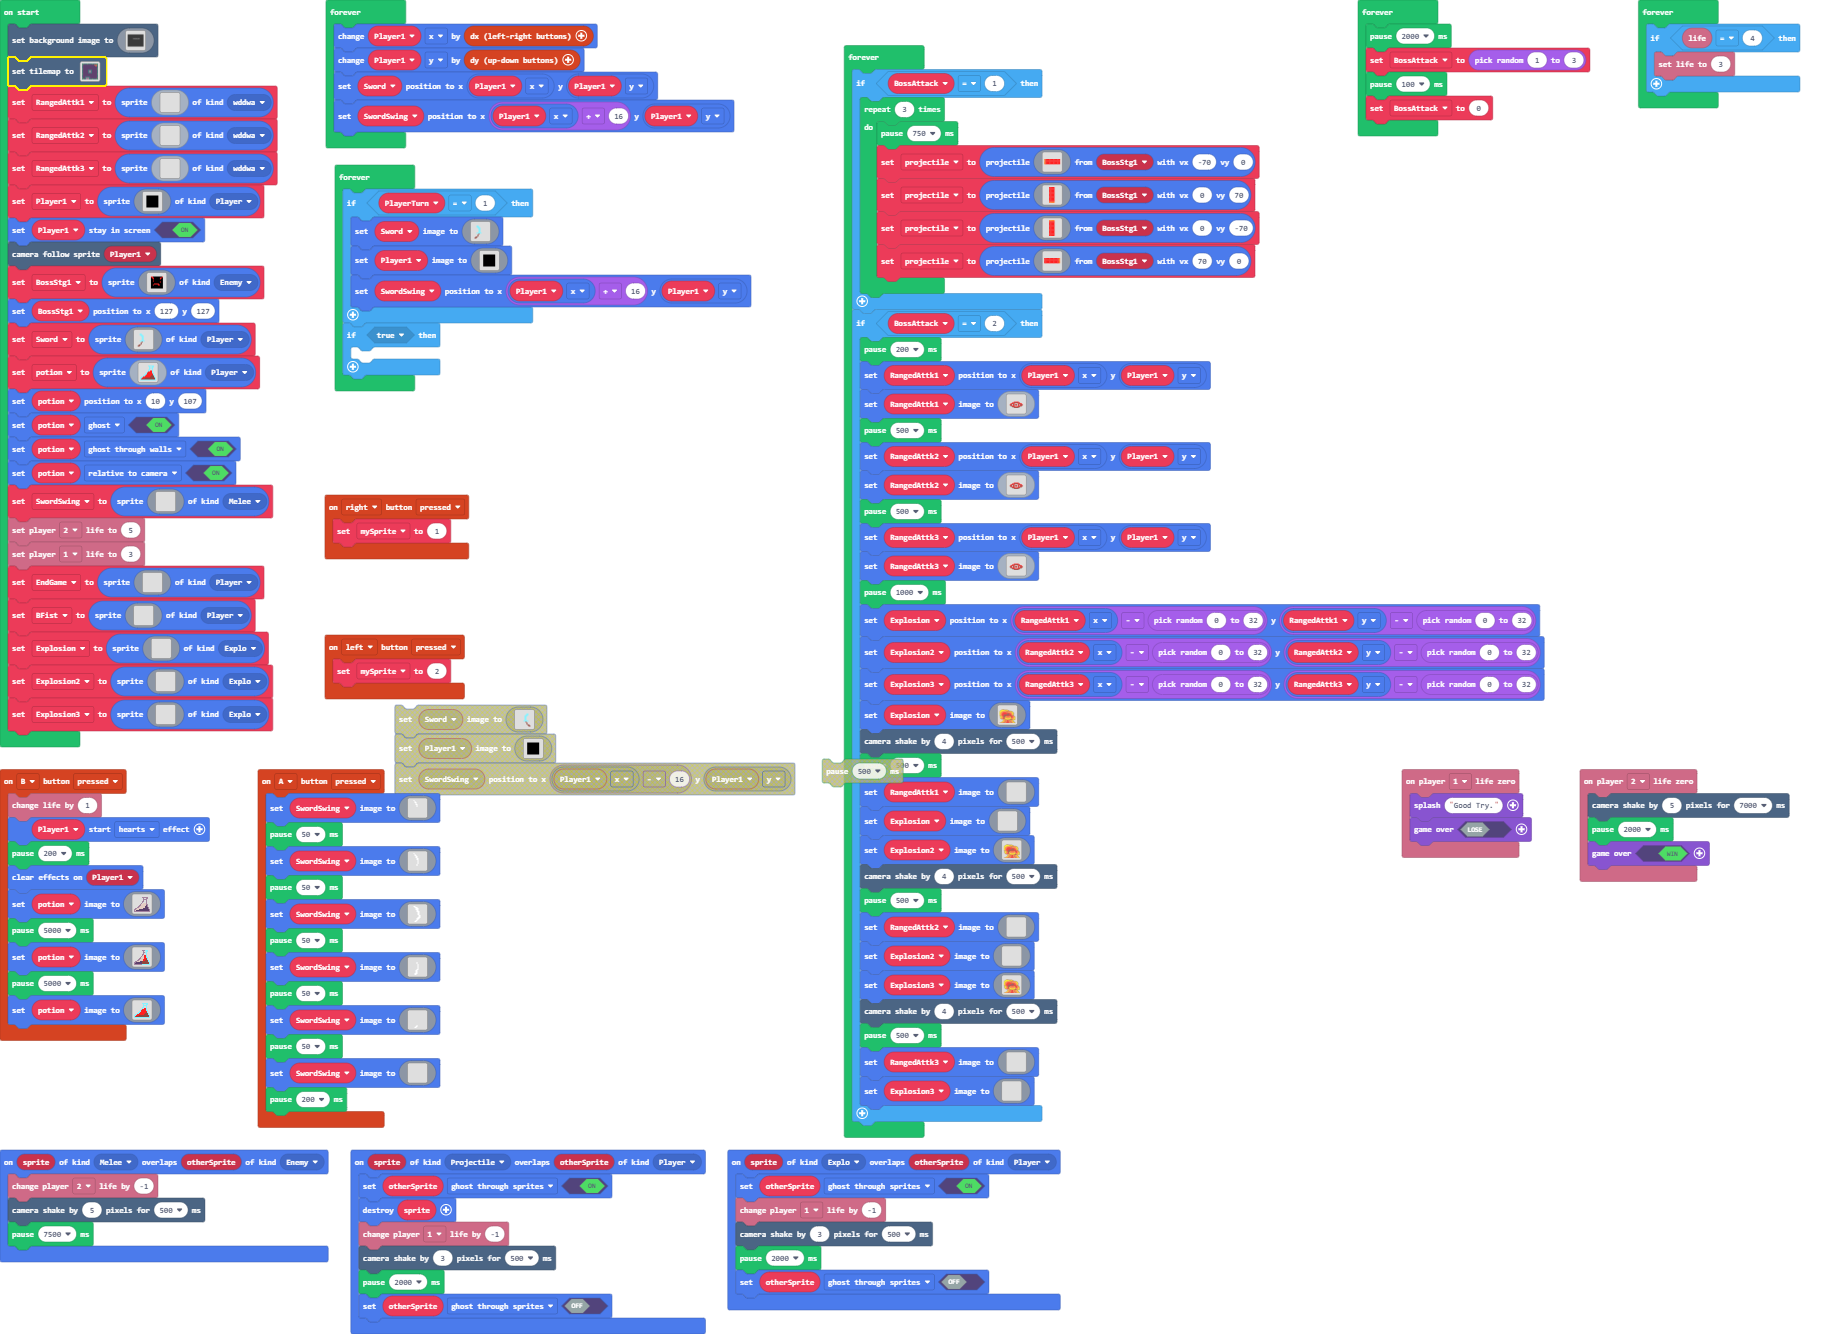 on start
set background image to
set tilemap to
set RangedAttk1 to sprite of kind wddwa
set RangedAttk2 to sprite of kind wddwa
set RangedAttk3 to sprite of kind wddwa
set Player1 to sprite of kind Player
set Player1 stay in screen ON
camera follow sprite Player1
set BossStg1 to sprite of kind Enemy
set BossStg1 position to x 127 y 127
set Sword to sprite of kind Player
set potion to sprite of kind Player
set potion position to x 10 y 107
set potion ghost ON
set potion ghost through walls ON
set potion relative to camera ON
set SwordSwing to sprite of kind Melee
set player 2 life to 5
set player 1 life to 3
set EndGame to sprite of kind Player
set BFist to sprite of kind Player
set Explosion to sprite of kind Explo
set Explosion2 to sprite of kind Explo
set Explosion3 to sprite of kind Explo
forever
change Player1 x by dx (left-right buttons)
change Player1 y by dy (up-down buttons)
set Sword position to x Player1 x y Player1 y
set SwordSwing position to x Player1 x + 16 y Player1 y
forever
if PlayerTurn = 1 then
set Sword image to
set Player1 image to
set SwordSwing position to x Player1 x + 16 y Player1 y
if true then
on right button pressed
set mySprite to 1
on left button pressed
set mySprite to 2
set Sword image to
set Player1 image to
set SwordSwing position to x Player1 x - 16 y Player1 y
forever
if BossAttack = 1 then
repeat 3 times
do
pause 750 ms
set projectile to projectile from BossStg1 with vx -70 vy 0
set projectile to projectile from BossStg1 with vx 0 vy 70
set projectile to projectile from BossStg1 with vx 0 vy -70
set projectile to projectile from BossStg1 with vx 70 vy 0
if BossAttack = 2 then
pause 200 ms
set RangedAttk1 position to x Player1 x y Player1 y
set RangedAttk1 image to
pause 500 ms
set RangedAttk2 position to x Player1 x y Player1 y
set RangedAttk2 image to
pause 500 ms
set RangedAttk3 position to x Player1 x y Player1 y
set RangedAttk3 image to
pause 1000 ms
set Explosion position to x RangedAttk1 x - pick random 0 to 32 y RangedAttk1 y - pick random 0 to 32
set Explosion2 position to x RangedAttk2 x - pick random 0 to 32 y RangedAttk2 y - pick random 0 to 32
set Explosion3 position to x RangedAttk3 x - pick random 0 to 32 y RangedAttk3 y - pick random 0 to 32
set Explosion image to
camera shake by 4 pixels for 500 ms
pause 500 ms
ms
set RangedAttk1 image to
set Explosion image to
set Explosion2 image to
camera shake by 4 pixels for 500 ms
pause 500 ms
set RangedAttk2 image to
set Explosion2 image to
set Explosion3 image to
camera shake by 4 pixels for 500 ms
pause 500 ms
set RangedAttk3 image to
set Explosion3 image to
forever
pause 2000 ms
set BossAttack to pick random 1 to 3
pause 100 ms
set BossAttack to 0
forever
if life = 4 then
set life to 3
on B button pressed
change life by 1
Player1 start hearts effect
pause 200 ms
clear effects on Player1
set potion image to
pause 5000 ms
set potion image to
pause 5000 ms
set potion image to
on A button pressed
set SwordSwing image to
pause 50 ms
set SwordSwing image to
pause 50 ms
set SwordSwing image to
pause 50 ms
set SwordSwing image to
pause 50 ms
set SwordSwing image to
pause 50 ms
set SwordSwing image to
pause 200 ms
on player 1 life zero
splash "Good Try."
game over LOSE
on player 2 life zero
camera shake by 5 pixels for 7000 ms
pause 2000 ms
game over WIN
on sprite of kind Melee overlaps otherSprite of kind Enemy
change player 2 life by -1
camera shake by 5 pixels for 500 ms
pause 7500 ms
on sprite of kind Projectile overlaps otherSprite of kind Player
set otherSprite ghost through sprites ON
destroy sprite
change player 1 life by -1
camera shake by 3 pixels for 500 ms
pause 2000 ms
set otherSprite ghost through sprites OFF
on sprite of kind Explo overlaps otherSprite of kind Player
set otherSprite ghost through sprites ON
change player 1 life by -1
camera shake by 3 pixels for 500 ms
pause 2000 ms
set otherSprite ghost through sprites OFF